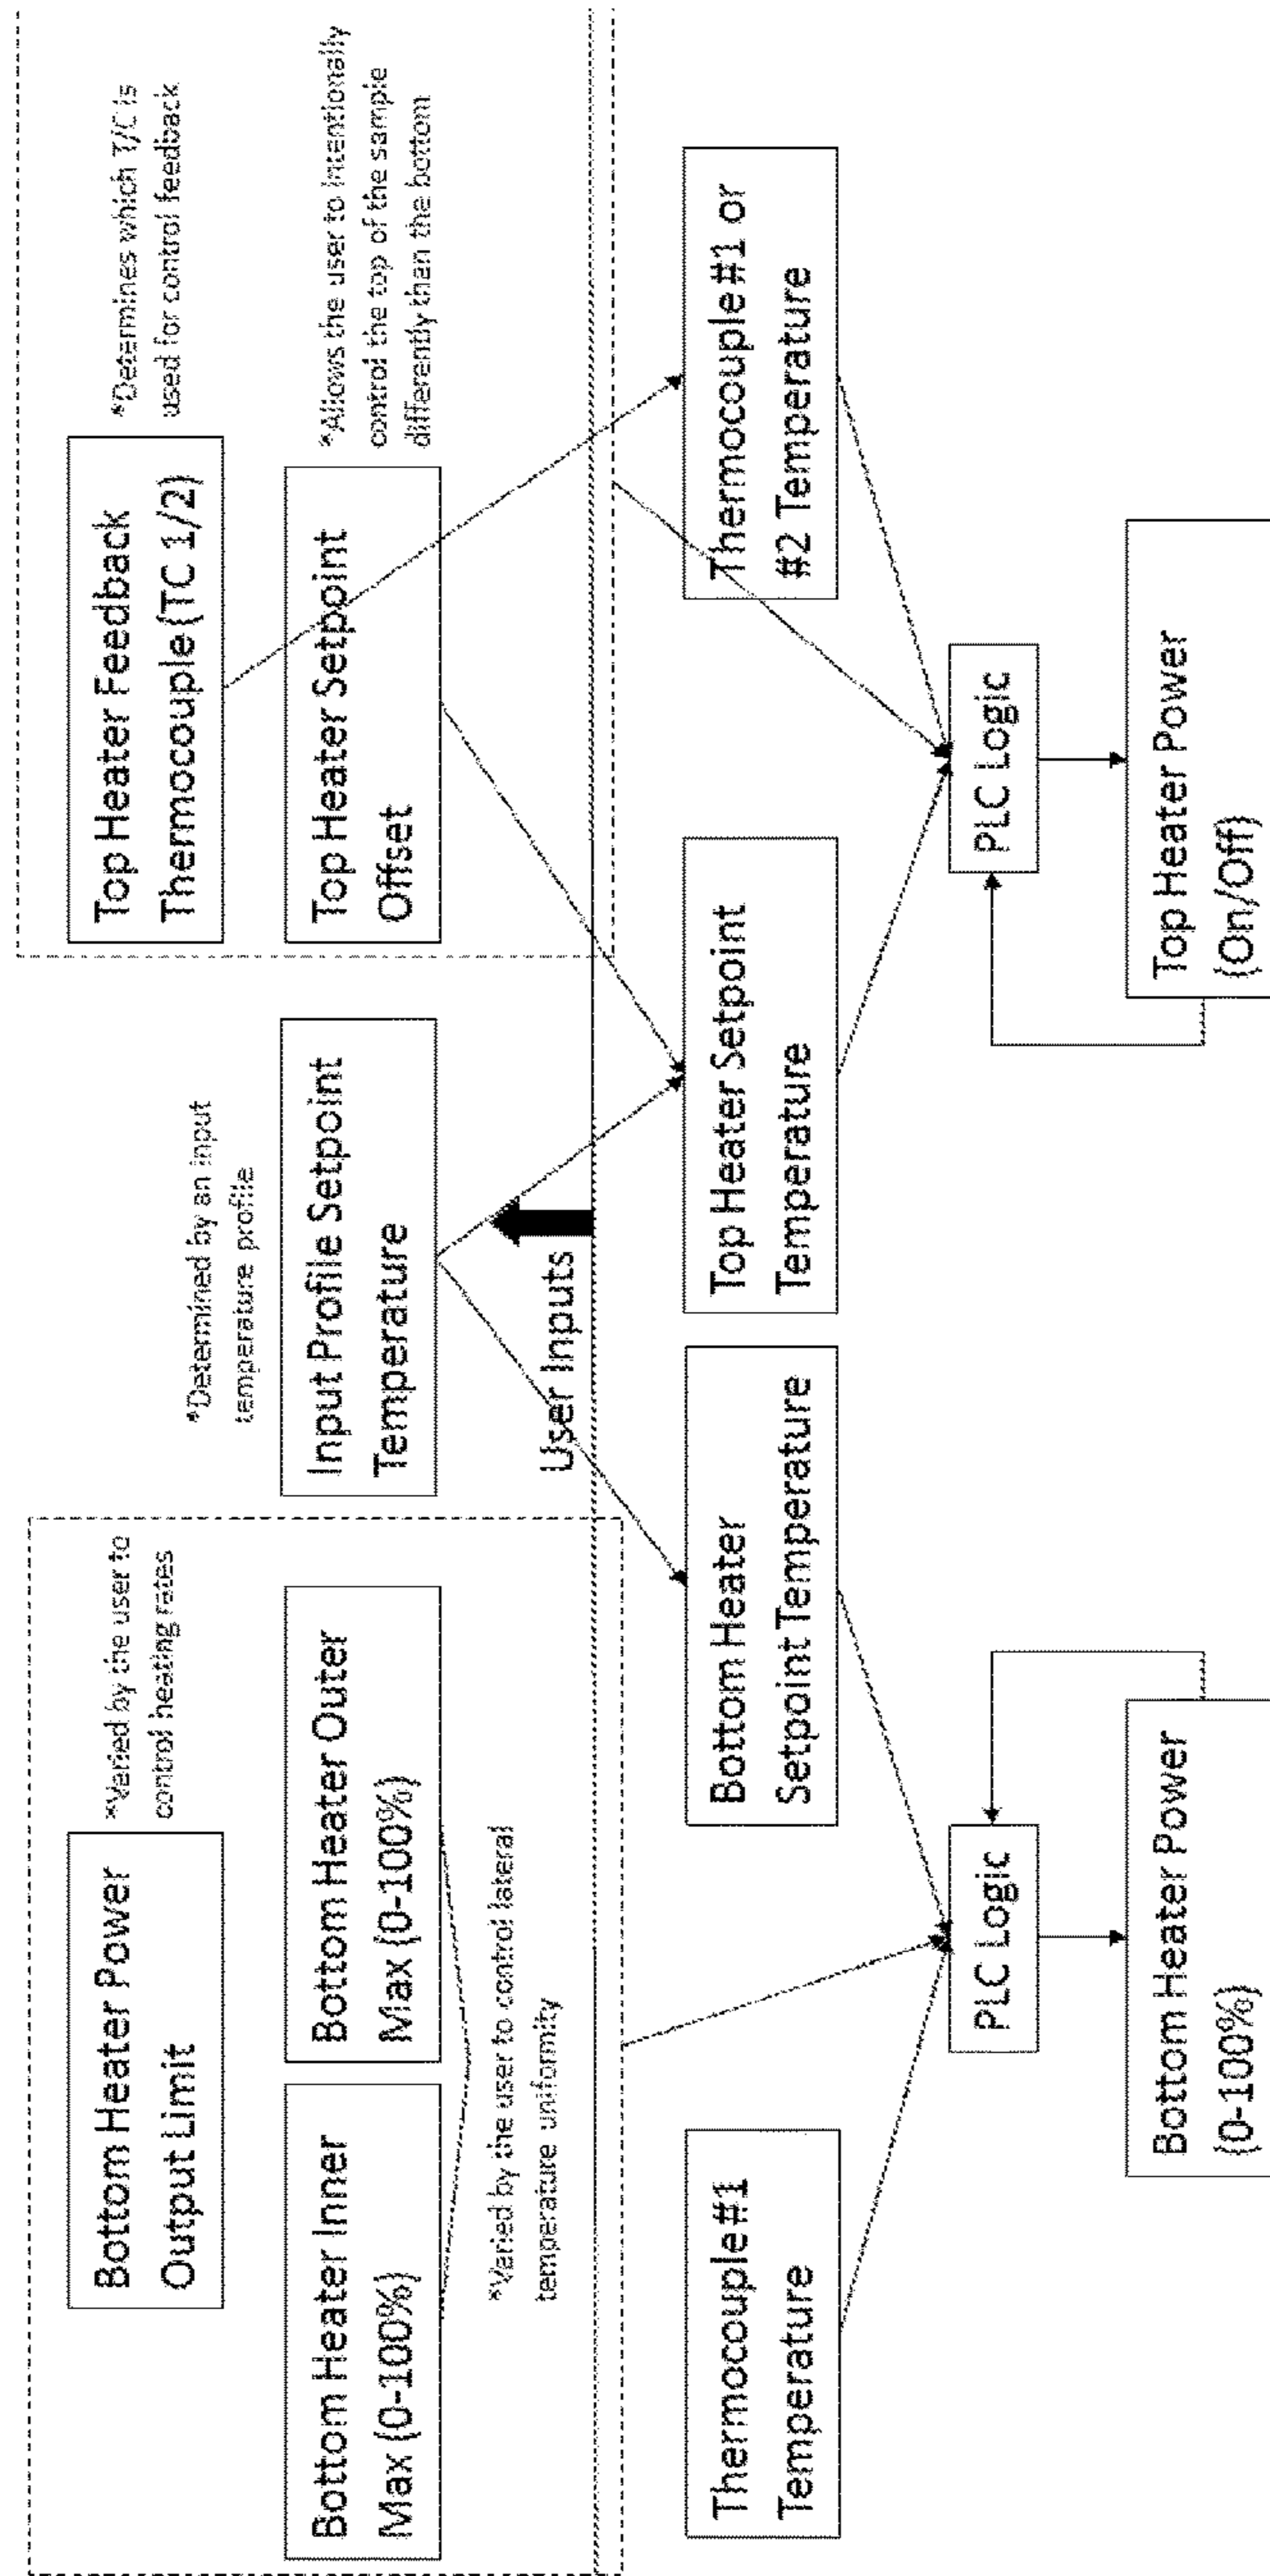 Bottom Heater Power
Output Limit
*Varied by the user to
control heating rates
Bottom Heater Inner
Max (0-100%)
Bottom Heater Outer
Max (0-100%)
*Varied by the user to control lateral
temperature uniformity
*Determined by an input
temperature profile
Input Profile Setpoint
Temperature
User Inputs
Top Heater Feedback
Thermocouple (TC 1/2)
*Determines which T/C is
used for control feedback
Top Heater Setpoint
Offset
*Allows the user to intentionally
control the top of the sample
differently than the bottom
Thermocouple #1
Temperature
Bottom Heater
Setpoint Temperature
Top Heater Setpoint
Temperature
Thermocouple #1 or
#2 Temperature
PLC Logic
PLC Logic
Bottom Heater Power
(0-100%)
Top Heater Power
(On/Off)